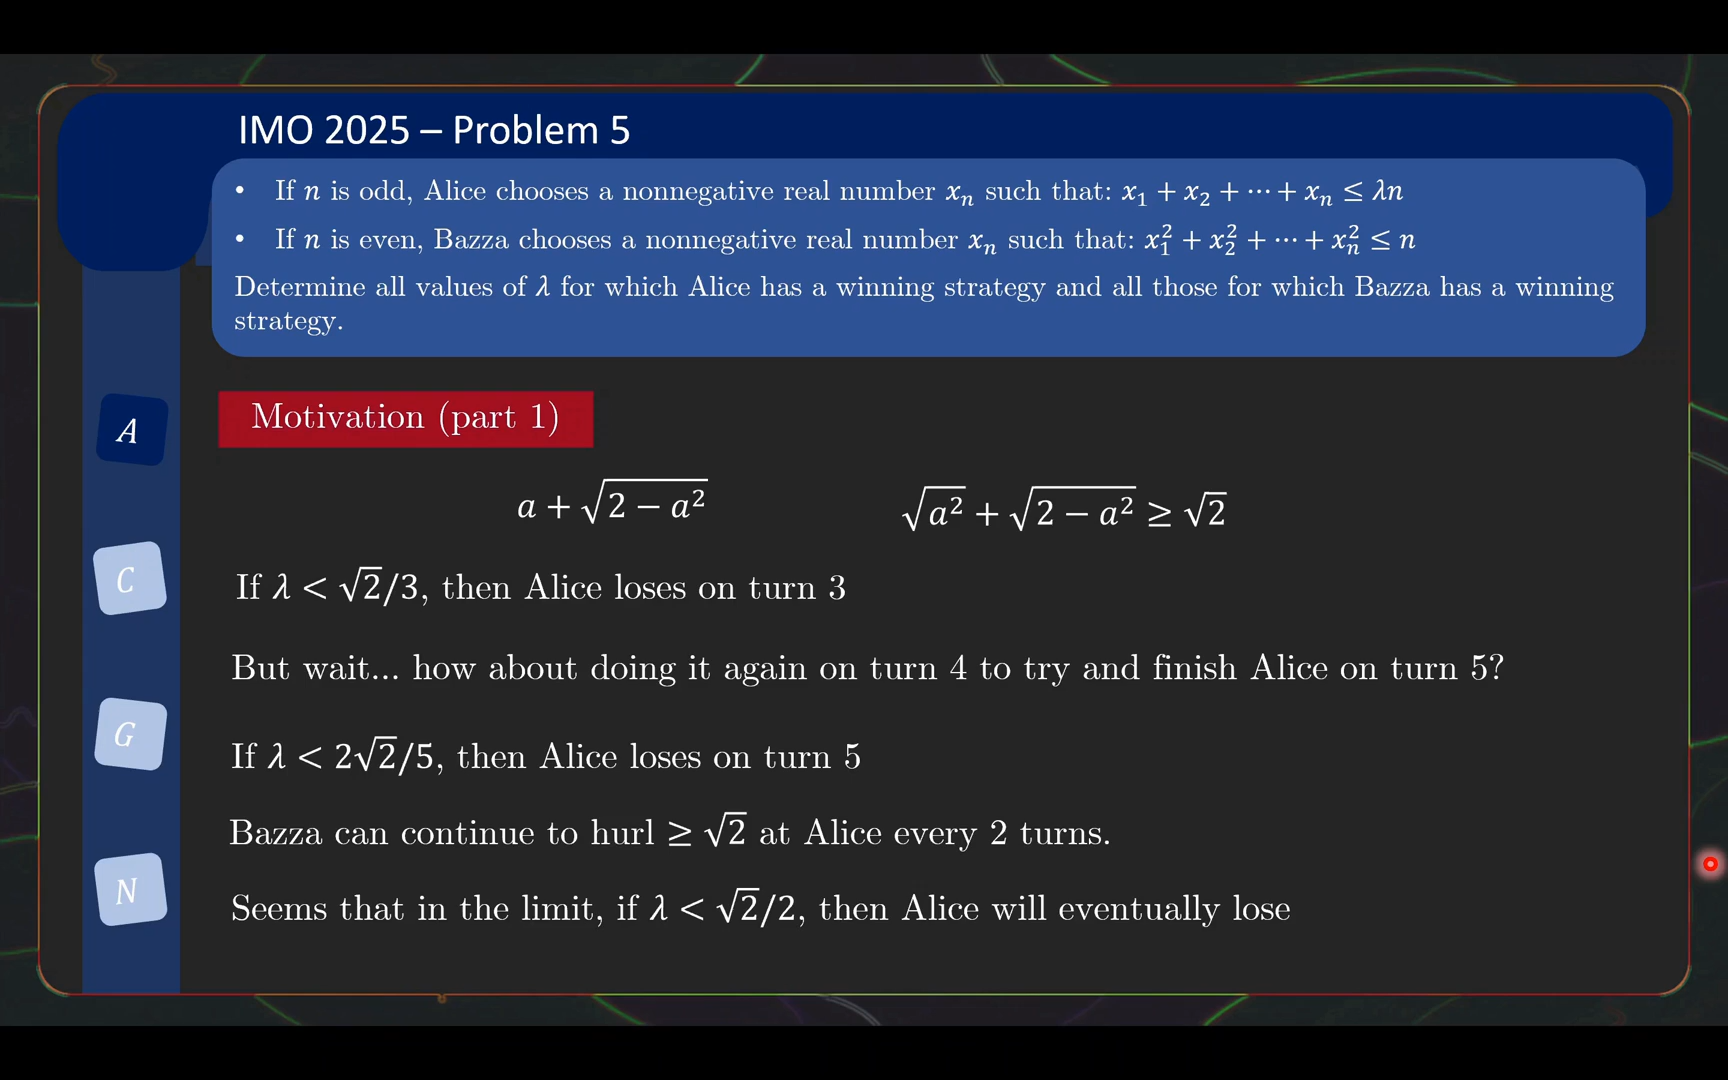 IMO 2025 – Problem 5
• If n is odd, Alice chooses a nonnegative real number xₙ such that: x₁ + x₂ + ⋯ + xₙ ≤ λn
• If n is even, Bazza chooses a nonnegative real number xₙ such that: x₁² + x₂² + ⋯ + xₙ² ≤ n
Determine all values of λ for which Alice has a winning strategy and all those for which Bazza has a winning
strategy.
Motivation (part 1)
a + √(2 − a²)
√(a²) + √(2 − a²) ≥ √2
If λ < √2/3, then Alice loses on turn 3
But wait... how about doing it again on turn 4 to try and finish Alice on turn 5?
If λ < 2√2/5, then Alice loses on turn 5
Bazza can continue to hurl ≥ √2 at Alice every 2 turns.
Seems that in the limit, if λ < √2/2, then Alice will eventually lose
A
C
G
N